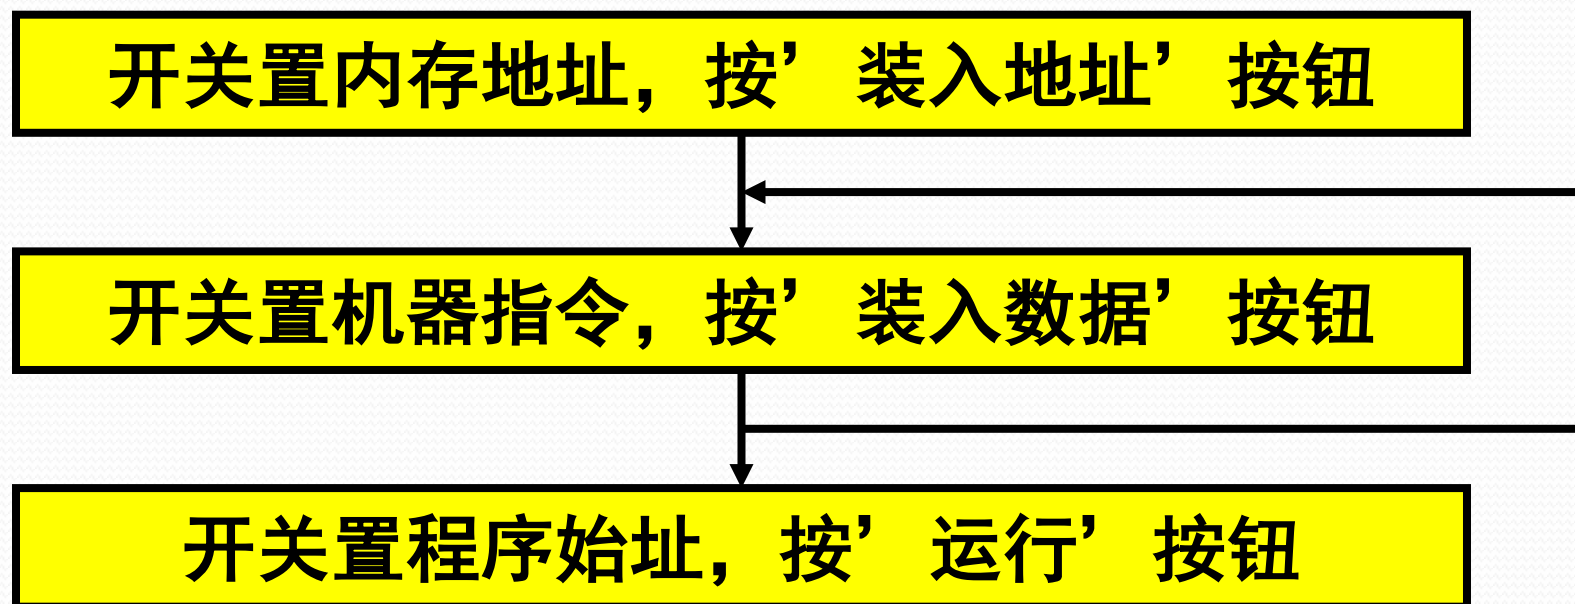 开关置内存地址，按’ 装入地址’ 按钮
开关置机器指令，按’ 装入数据’ 按钮
开关置程序始址，按’ 运行’ 按钮